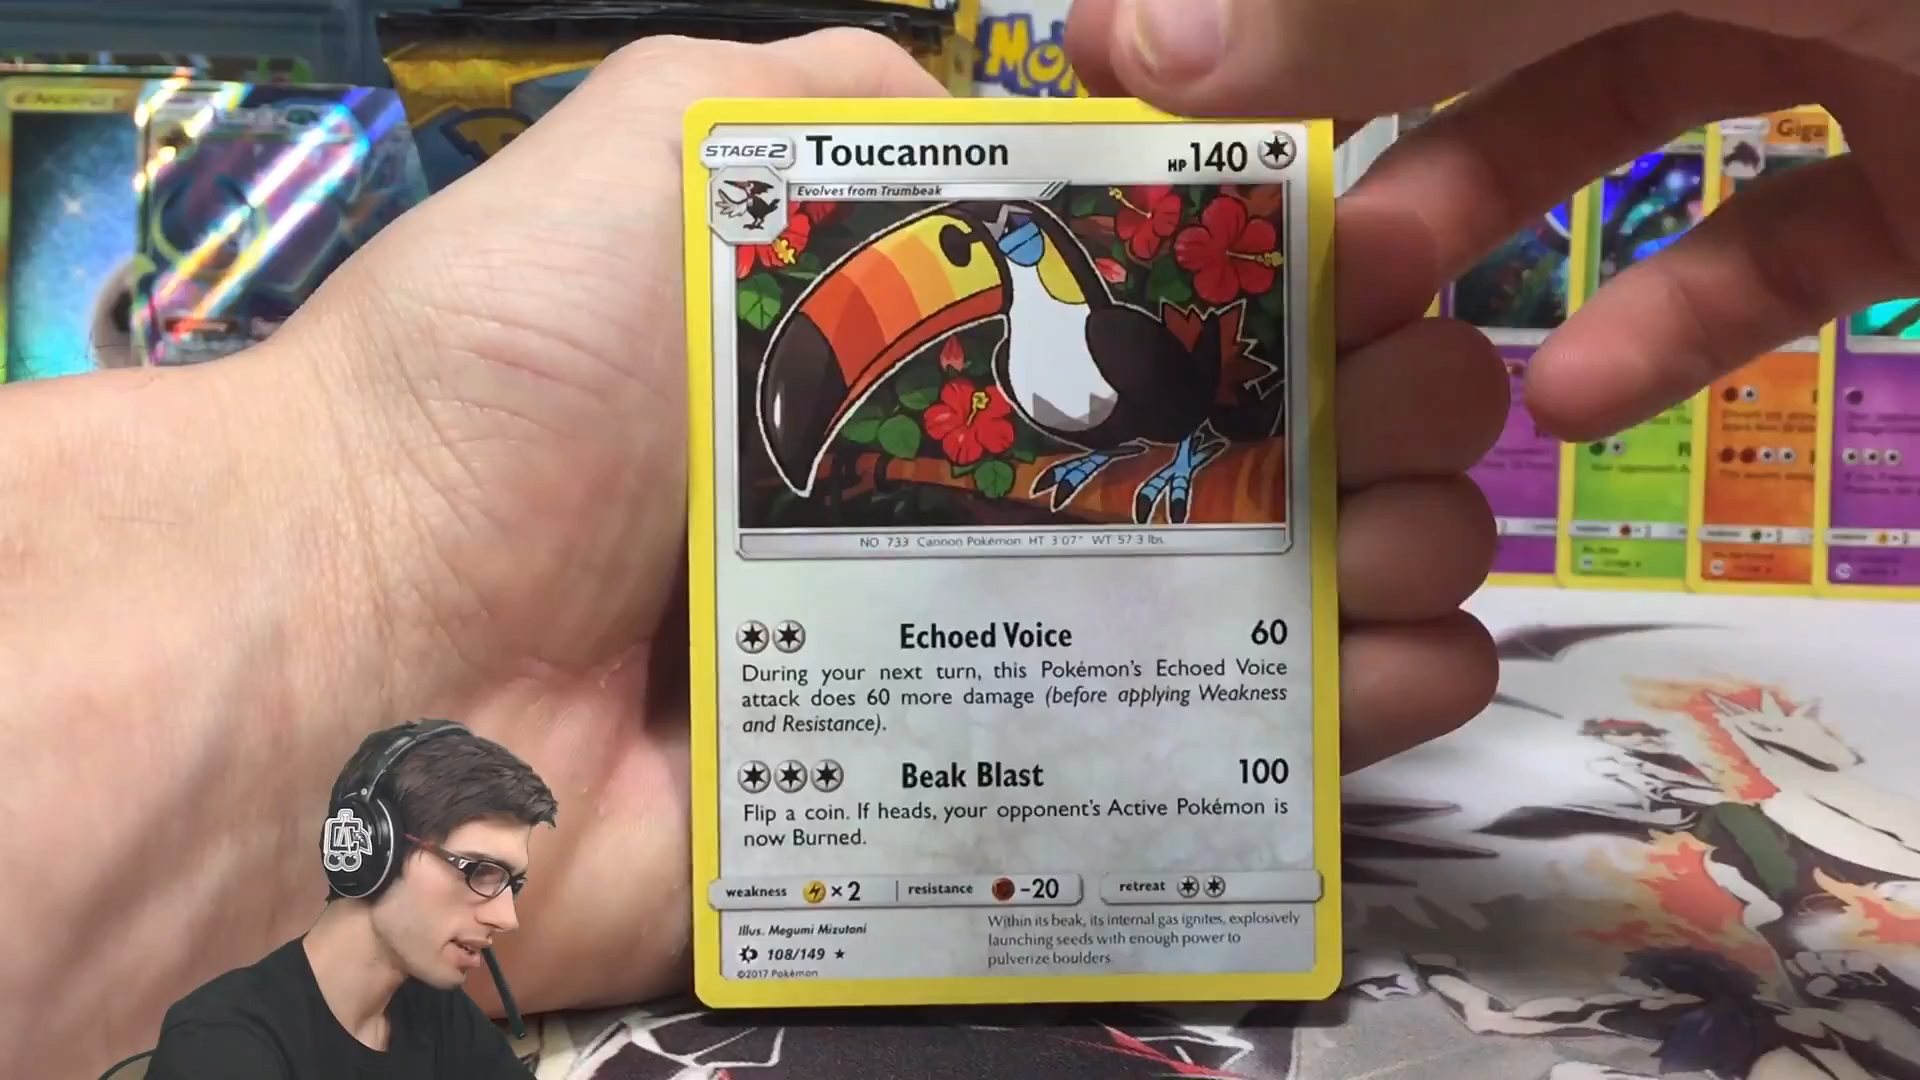 STAGE2 Toucannon HP 140
Evolves from Trumbeak
NO. 733 Cannon Pokémon HT 3'07" WT 57.3 lbs.
Echoed Voice 60
During your next turn, this Pokémon's Echoed Voice
attack does 60 more damage (before applying Weakness
and Resistance).
Beak Blast 100
Flip a coin. If heads, your opponent's Active Pokémon is
now Burned.
weakness ×2 resistance -20 retreat
Illus. Megumi Mizutani
108/149
©2017 Pokémon
Within its beak, its internal gas ignites, explosively
launching seeds with enough power to
pulverize boulders.
Giga